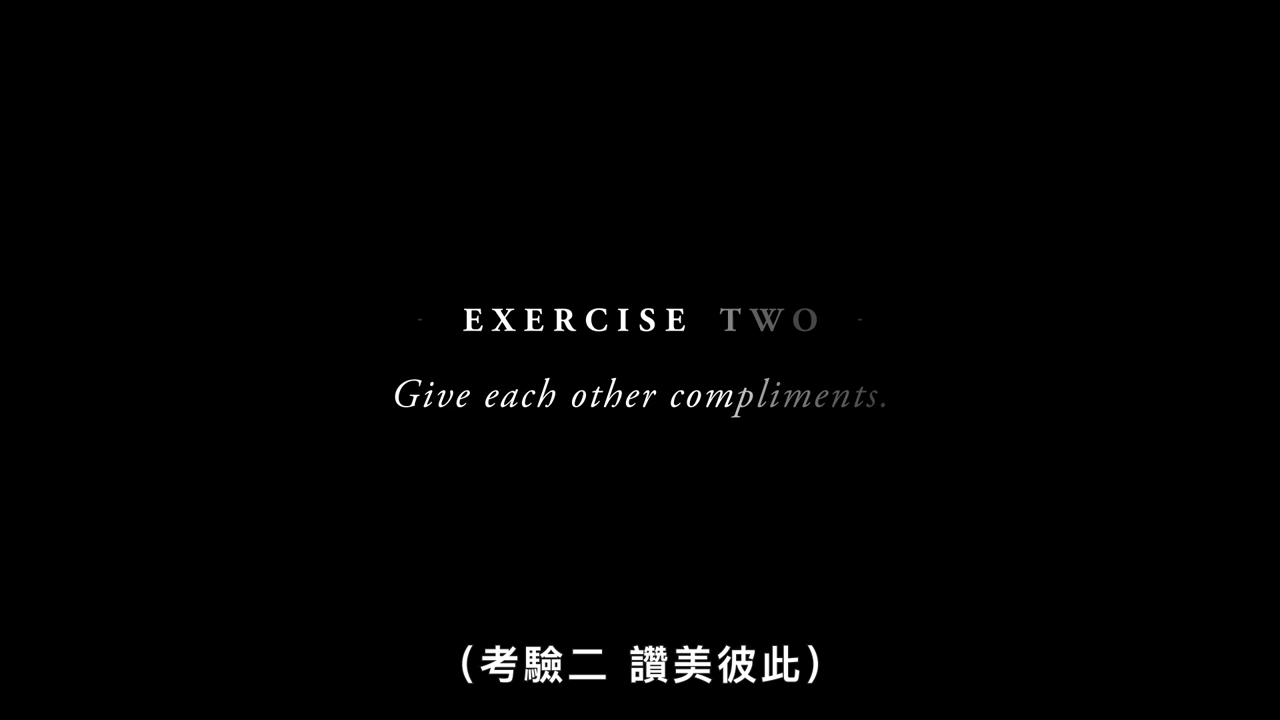 - EXERCISE TWO -
Give each other compliments.
（考驗二 讚美彼此）